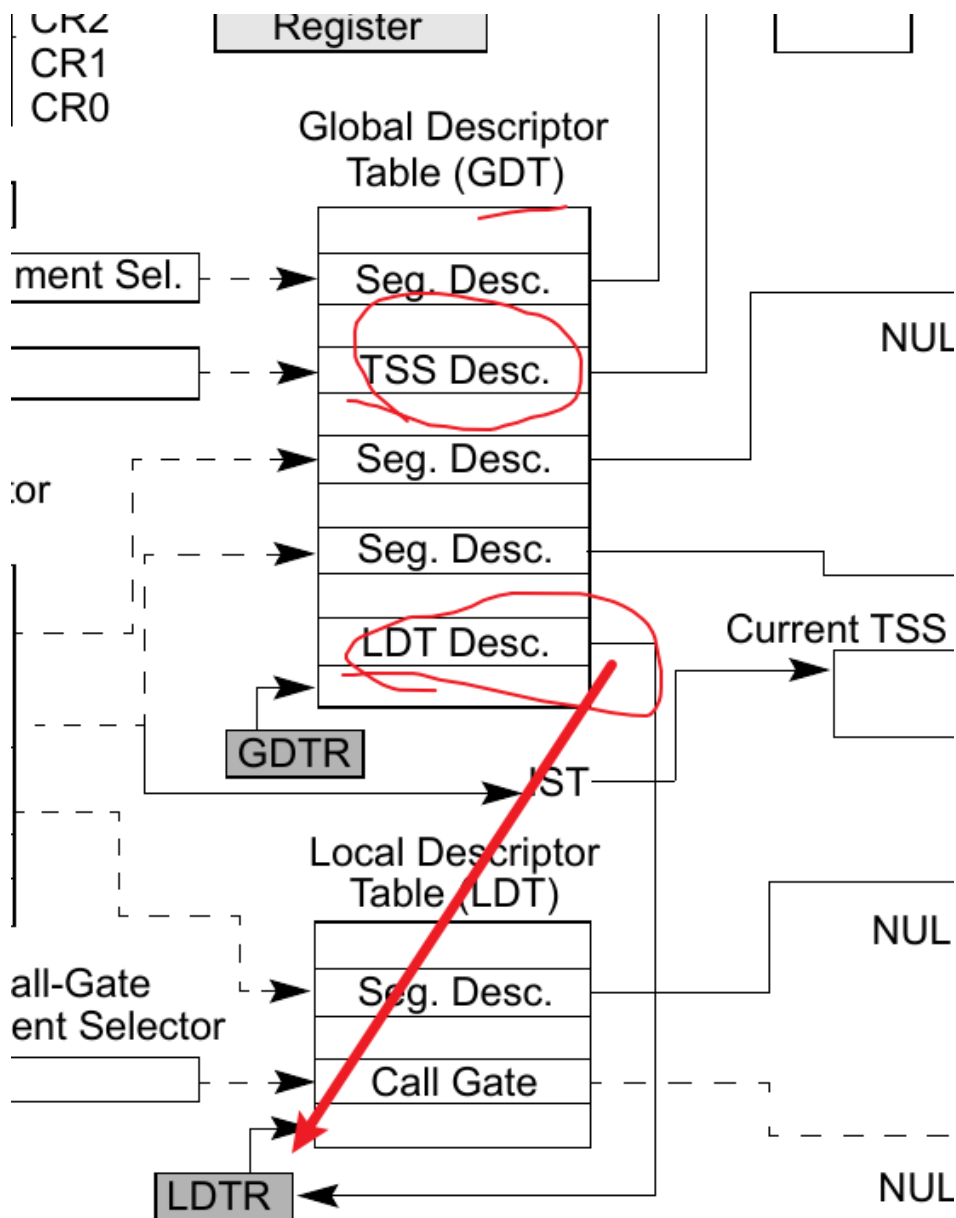 CR2
Register
CR1
CR0
Global Descriptor
Table (GDT)
ment Sel.
Seg. Desc.
NUL
TSS Desc.
Seg. Desc.
tor
Seg. Desc.
LDT Desc.
Current TSS
GDTR
IST
Local Descriptor
Table (LDT)
NUL
Seg. Desc.
all-Gate
ent Selector
Call Gate
LDTR
NUL